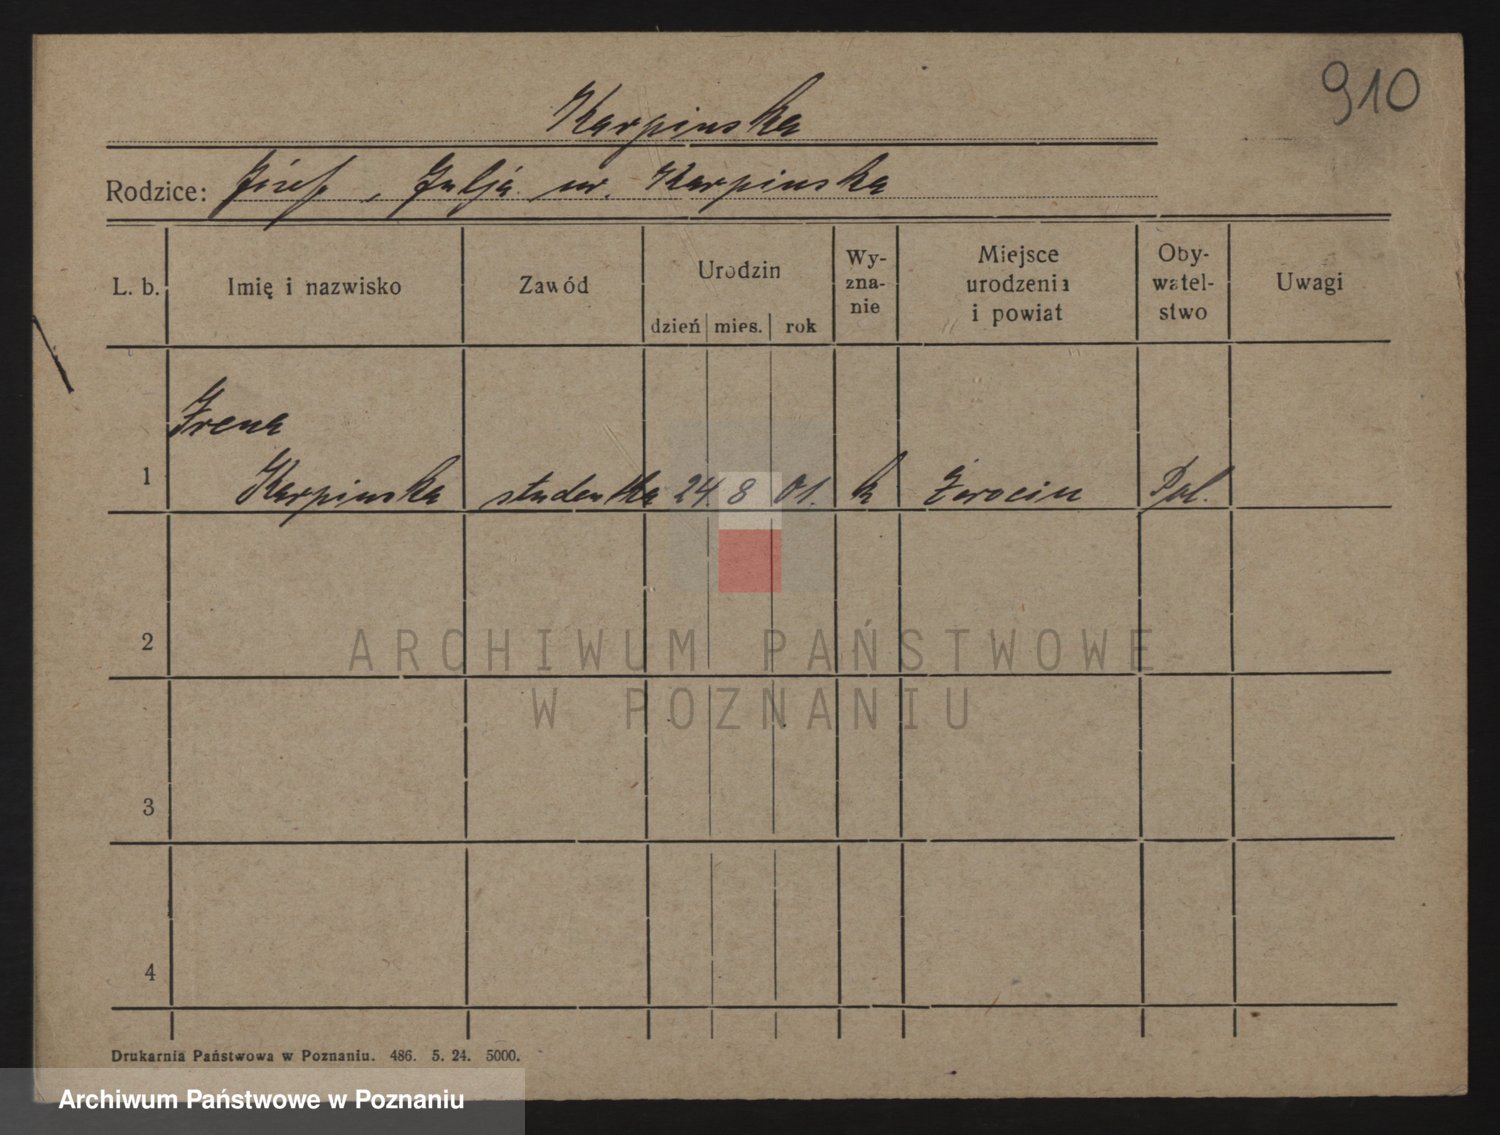 910
Karpinska
Rodzice: Józef, Julja ur. Karpinska
L. b. Imię i nazwisko Zawód Urodzin Wy-zna-nie Miejsce urodzenia i powiat Oby-watel-stwo Uwagi
dzień mies. rok
Irena
1 Karpinska studentka 24. 8 01. k Żerocin Pol.
2
3
4
ARCHIWUM PAŃSTWOWE
W POZNANIU
Drukarnia Państwowa w Poznaniu. 486. 5. 24. 5000.
Archiwum Państwowe w Poznaniu